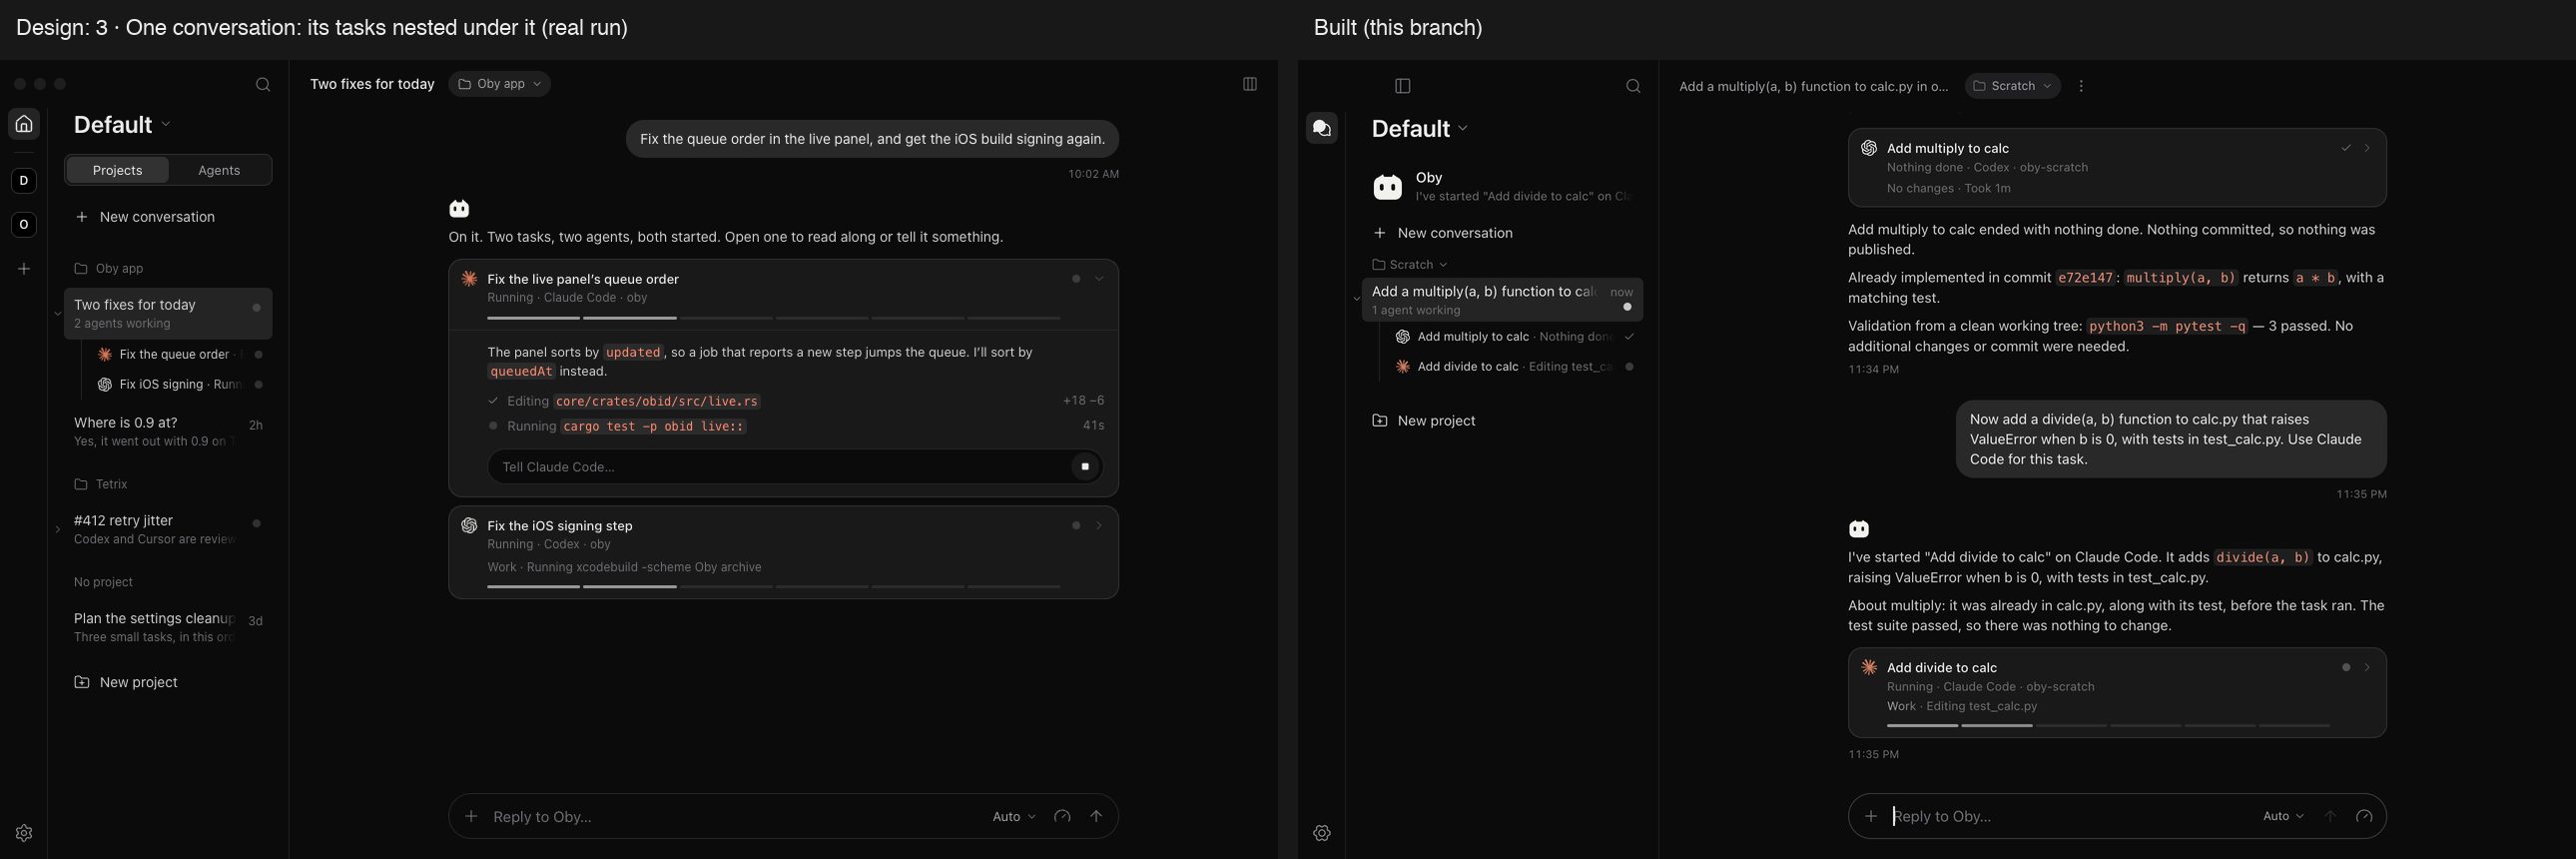 Design: 3 · One conversation: its tasks nested under it (real run)
Two fixes for today
Oby app
Default
D
O
Projects
Agents
New conversation
Oby app
Two fixes for today
2 agents working
Fix the queue order ·
Fix iOS signing · Runn
Where is 0.9 at?
2h
Yes, it went out with 0.9 on
Tetrix
#412 retry jitter
Codex and Cursor are review
No project
Plan the settings cleanup
3d
Three small tasks, in this ord
New project
Fix the queue order in the live panel, and get the iOS build signing again.
10:02 AM
On it. Two tasks, two agents, both started. Open one to read along or tell it something.
Fix the live panel's queue order
Running · Claude Code · oby
The panel sorts by updated, so a job that reports a new step jumps the queue. I'll sort by
queuedAt instead.
Editing core/crates/obid/src/live.rs
+18 −6
Running cargo test -p obid live::
41s
Tell Claude Code...
Fix the iOS signing step
Running · Codex · oby
Work · Running xcodebuild -scheme Oby archive
Reply to Oby...
Auto
Built (this branch)
Add a multiply(a, b) function to calc.py in o...
Scratch
Default
Oby
I've started "Add divide to calc" on Cla
New conversation
Scratch
Add a multiply(a, b) function to calc
now
1 agent working
Add multiply to calc · Nothing done
Add divide to calc · Editing test_ca
New project
Add multiply to calc
Nothing done · Codex · oby-scratch
No changes · Took 1m
Add multiply to calc ended with nothing done. Nothing committed, so nothing was
published.
Already implemented in commit e72e147: multiply(a, b) returns a * b, with a
matching test.
Validation from a clean working tree: python3 -m pytest -q — 3 passed. No
additional changes or commit were needed.
11:34 PM
Now add a divide(a, b) function to calc.py that raises
ValueError when b is 0, with tests in test_calc.py. Use Claude
Code for this task.
11:35 PM
I've started "Add divide to calc" on Claude Code. It adds divide(a, b) to calc.py,
raising ValueError when b is 0, with tests in test_calc.py.
About multiply: it was already in calc.py, along with its test, before the task ran. The
test suite passed, so there was nothing to change.
Add divide to calc
Running · Claude Code · oby-scratch
Work · Editing test_calc.py
11:35 PM
Reply to Oby...
Auto